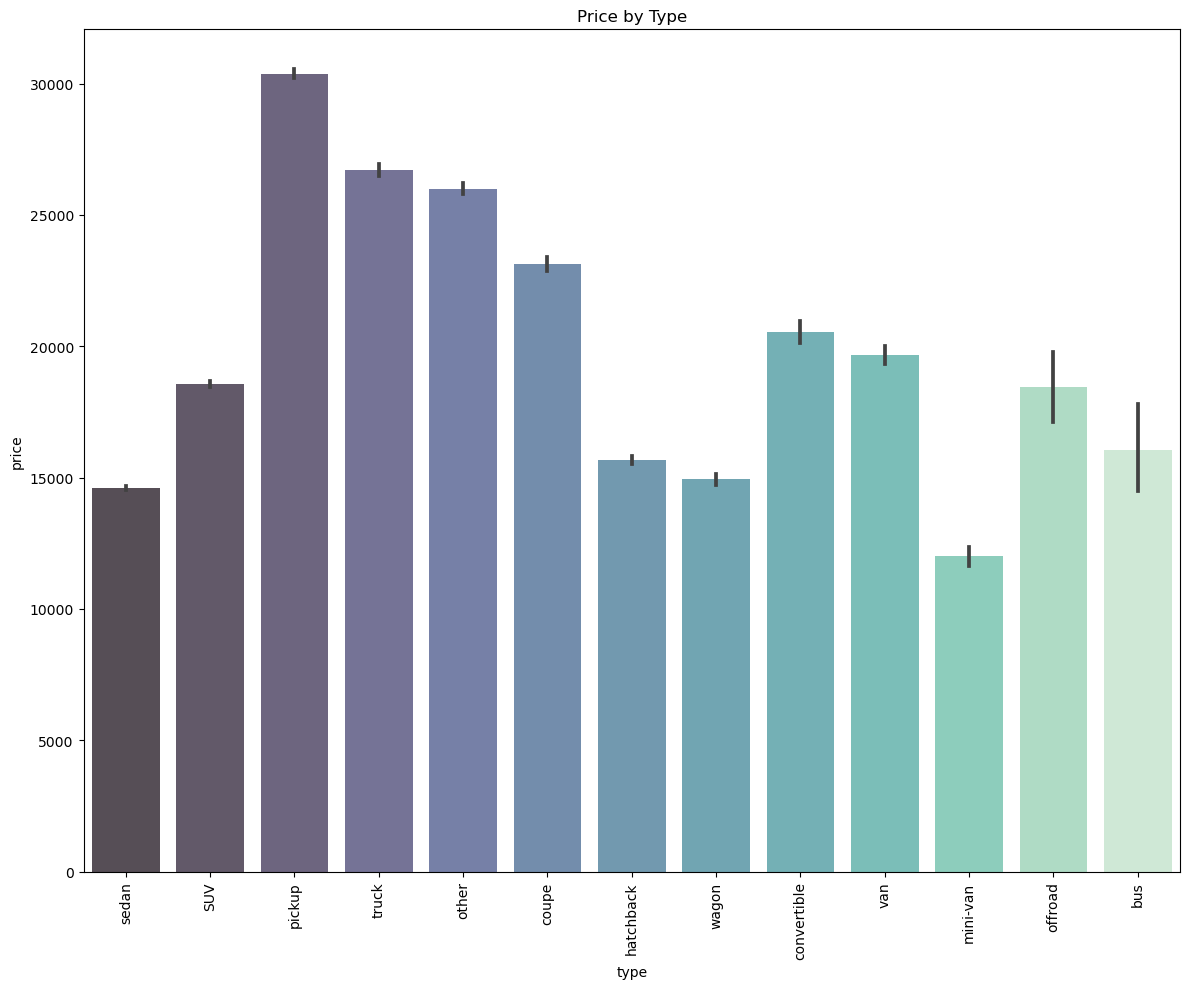 Price by Type
price
30000
25000
20000
15000
10000
5000
0
sedan
SUV
pickup
truck
other
coupe
hatchback
wagon
convertible
van
mini-van
offroad
bus
type